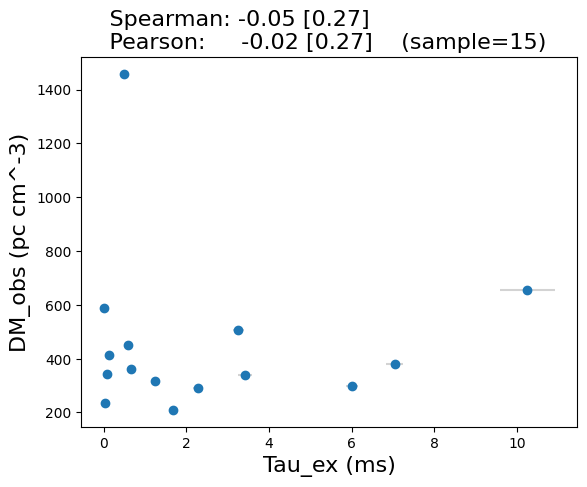 Spearman: -0.05 [0.27]
Pearson: -0.02 [0.27] (sample=15)
1400
1200
1000
800
600
400
200
DM_obs (pc cm^-3)
0 2 4 6 8 10
Tau_ex (ms)